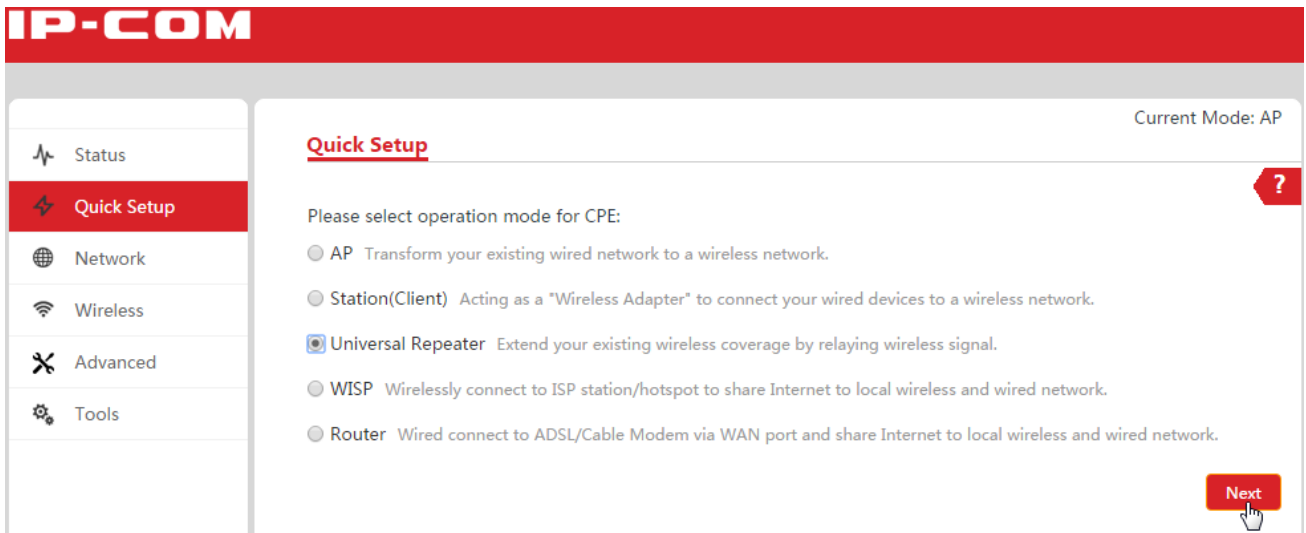 IP-COM
Current Mode: AP
Status
Quick Setup
Network
Wireless
Advanced
Tools
Quick Setup
?
Please select operation mode for CPE:
AP Transform your existing wired network to a wireless network.
Station(Client) Acting as a "Wireless Adapter" to connect your wired devices to a wireless network.
Universal Repeater Extend your existing wireless coverage by relaying wireless signal.
WISP Wirelessly connect to ISP station/hotspot to share Internet to local wireless and wired network.
Router Wired connect to ADSL/Cable Modem via WAN port and share Internet to local wireless and wired network.
Next